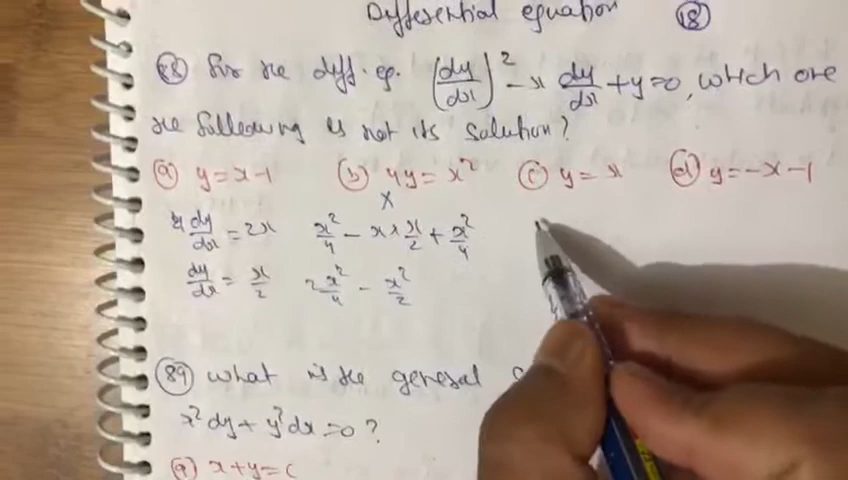 Differential equation 18
88 For the diff. eq. (dy/dx)² - x dy/dx + y = 0, which one
the following is not its solution?
(a) y = x - 1 (b) 4y = x² (c) y = x (d) y = -x - 1
x
4 dy/dx = 2x x²/4 - x × x/2 + x²/4
dy/dx = x/2 2 x²/4 - x²/2
89 what is the general
x² dy + y² dx = 0 ?
(a) x + y = c